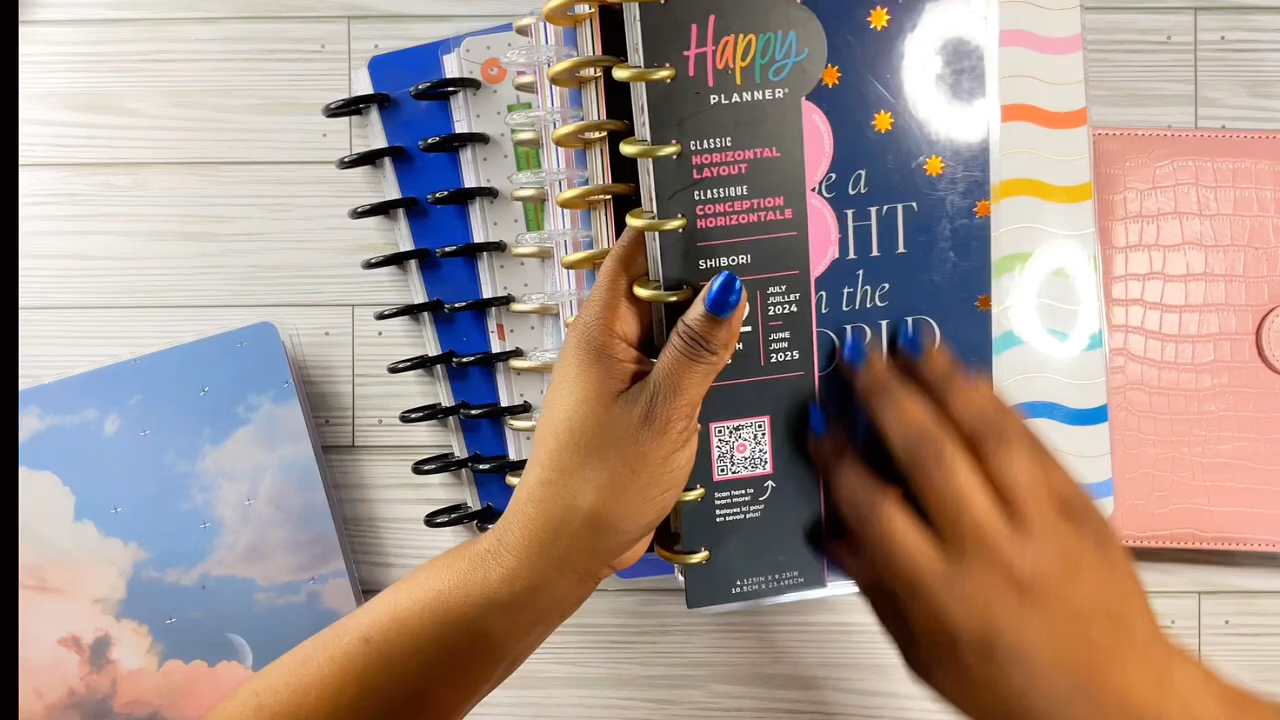 Happy
PLANNER®
CLASSIC
HORIZONTAL
LAYOUT
CLASSIQUE
CONCEPTION
HORIZONTALE
SHIBORI
JULY
JUILLET
2024
—
JUNE
JUIN
2025
Scan here to
learn more!
Balayez ici pour
en savoir plus!
4.125IN X 9.25IN
10.5CM X 23.495CM
a
the